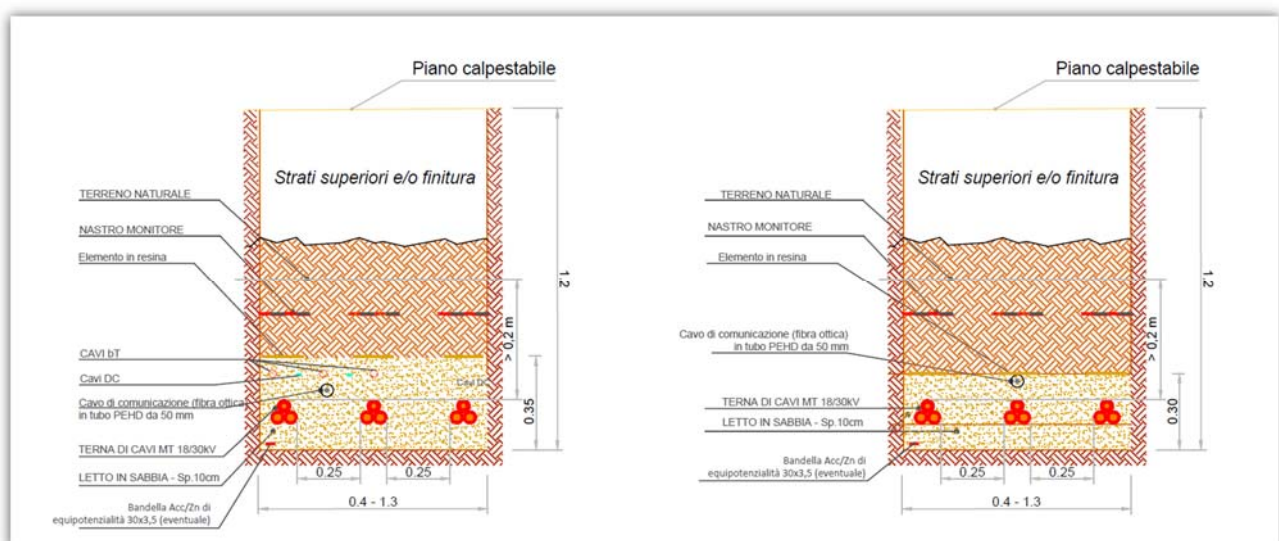 Piano calpestabile
Strati superiori e/o finitura
TERRENO NATURALE
NASTRO MONITORE
Elemento in resina
CAVI bT
Cavi DC
Cavi DC
Cavo di comunicazione (fibra ottica
in tubo PEHD da 50 mm
TERNA DI CAVI MT 18/30kV
LETTO IN SABBIA - Sp.10cm
Bandella Acc/Zn di
equipotenzialità 30x3,5 (eventuale)
1.2
> 0,2 m
0.35
0.25
0.25
0.4 - 1.3
Piano calpestabile
Strati superiori e/o finitura
TERRENO NATURALE
NASTRO MONITORE
Elemento in resina
Cavo di comunicazione (fibra ottica)
in tubo PEHD da 50 mm
TERNA DI CAVI MT 18/30kV
LETTO IN SABBIA - Sp.10cm
Bandella Acc/Zn di
equipotenzialità 30x3,5 (eventuale)
1.2
> 0,2 m
0.30
0.25
0.25
0.4 - 1.3